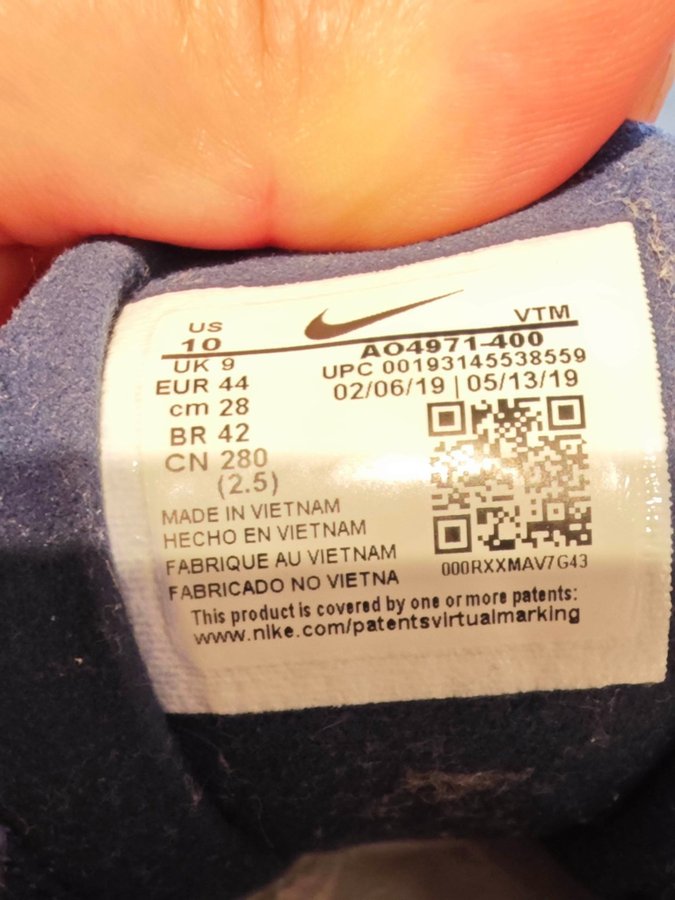 US
10
UK 9
EUR 44
cm 28
BR 42
CN 280
(2.5)
VTM
AO4971-400
UPC 00193145538559
02/06/19 | 05/13/19
000RXXMAV7G43
MADE IN VIETNAM
HECHO EN VIETNAM
FABRIQUE AU VIETNAM
FABRICADO NO VIETNA
This product is covered by one or more patents:
www.nike.com/patentsvirtualmarking